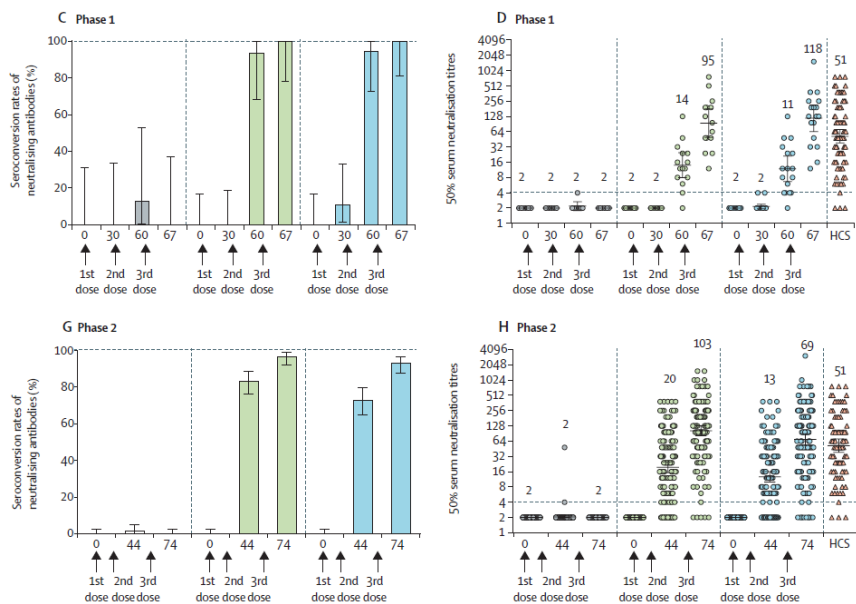 C Phase 1
Seroconversion rates of
neutralising antibodies (%)
100
80
60
40
20
0
0 30 60 67 0 30 60 67 0 30 60 67
1st 2nd 3rd 1st 2nd 3rd 1st 2nd 3rd
dose dose dose dose dose dose dose dose dose
D Phase 1
50% serum neutralisation titres
4096
2048
1024
512
256
128
64
32
16
8
4
2
1
2 2 2 2 2 2 14 95 2 2 11 118 51
0 30 60 67 0 30 60 67 0 30 60 67 HCS
1st 2nd 3rd 1st 2nd 3rd 1st 2nd 3rd
dose dose dose dose dose dose dose dose dose
G Phase 2
Seroconversion rates of
neutralising antibodies (%)
100
80
60
40
20
0
0 44 74 0 44 74 0 44 74
1st 2nd 3rd 1st 2nd 3rd 1st 2nd 3rd
dose dose dose dose dose dose dose dose dose
H Phase 2
50% serum neutralisation titres
4096
2048
1024
512
256
128
64
32
16
8
4
2
1
2 2 2 20 103 13 69 51
0 44 74 0 44 74 0 44 74 HCS
1st 2nd 3rd 1st 2nd 3rd 1st 2nd 3rd
dose dose dose dose dose dose dose dose dose